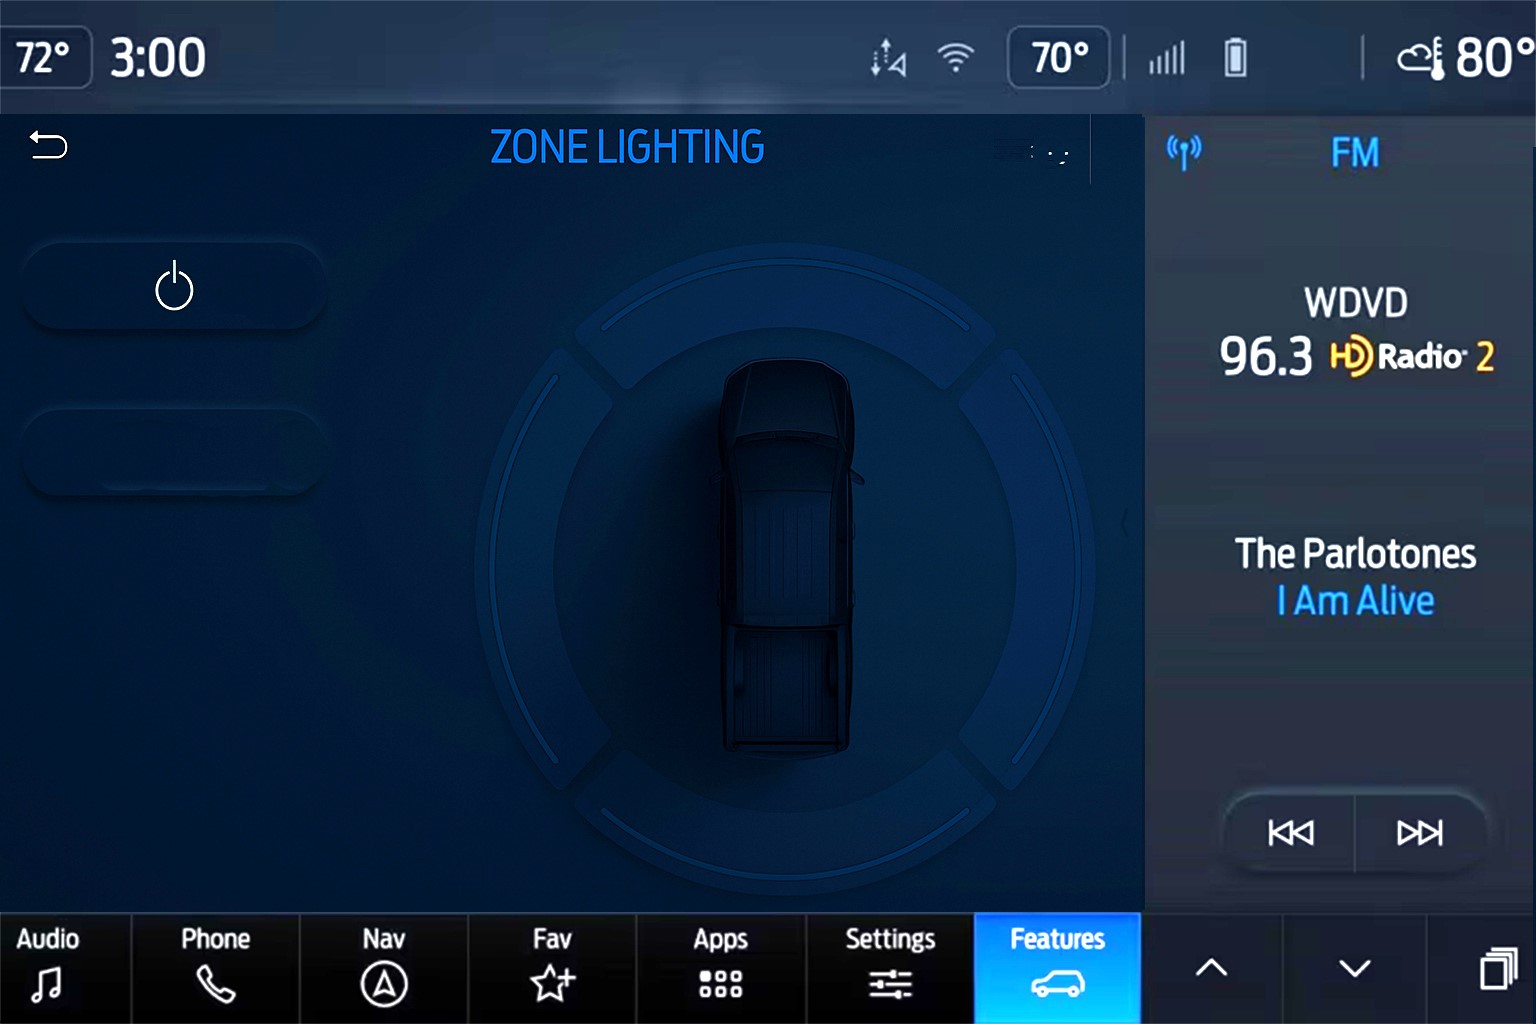 72° 3:00 70° 80°
ZONE LIGHTING
FM
WDVD
96.3 HD Radio 2
The Parlotones
I Am Alive
Audio Phone Nav Fav Apps Settings Features